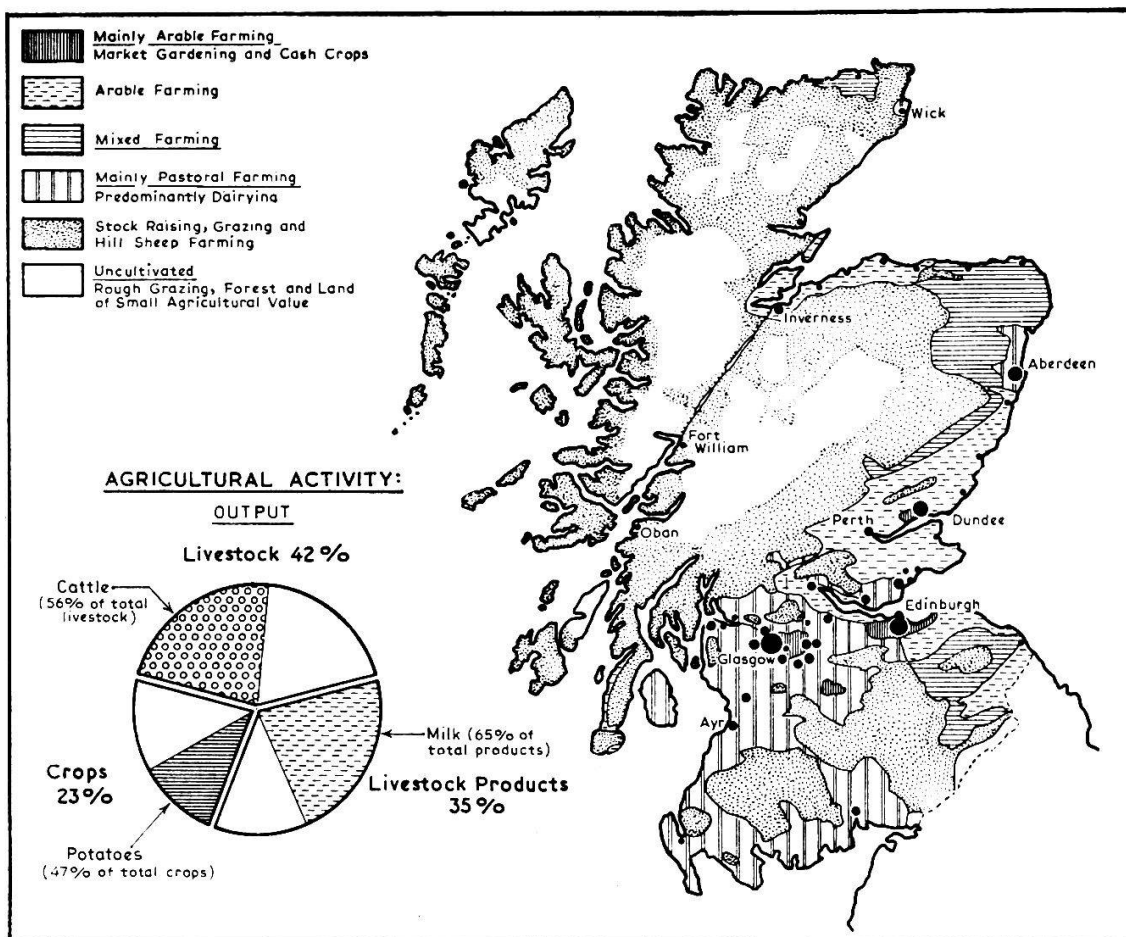 Mainly Arable Farming
Market Gardening and Cash Crops
Arable Farming
Mixed Farming
Mainly Pastoral Farming
Predominantly Dairying
Stock Raising, Grazing and
Hill Sheep Farming
Uncultivated
Rough Grazing, Forest and Land
of Small Agricultural Value
Wick
Inverness
Aberdeen
Fort
William
Perth
Dundee
Oban
Edinburgh
Glasgow
Ayr
AGRICULTURAL ACTIVITY:
OUTPUT
Livestock 42%
Cattle
(56% of total
livestock)
Milk (65% of
total products)
Livestock Products
35%
Crops
23%
Potatoes
(47% of total crops)